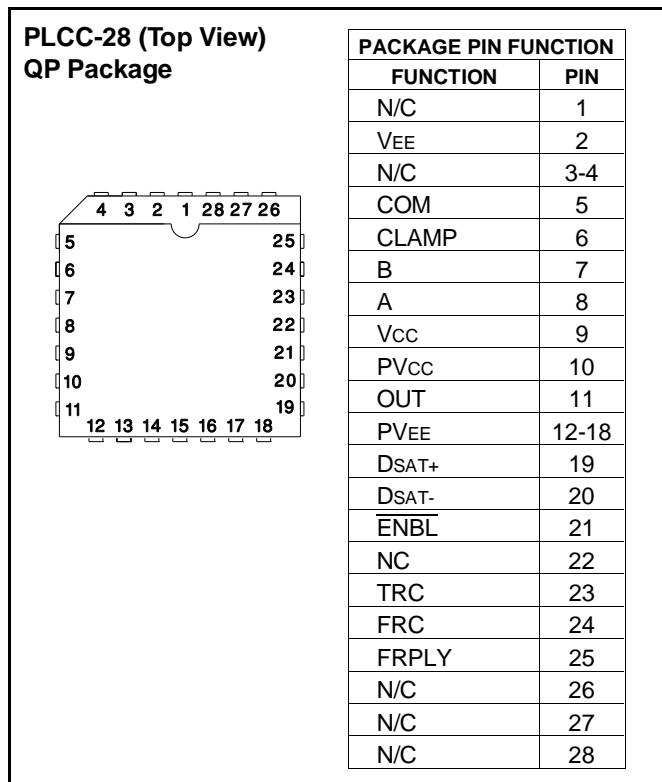 PLCC-28 (Top View)
QP Package
4 3 2 1 28 27 26
5 25
6 24
7 23
8 22
9 21
10 20
11 19
12 13 14 15 16 17 18
PACKAGE PIN FUNCTION
FUNCTION PIN
N/C 1
VEE 2
N/C 3-4
COM 5
CLAMP 6
B 7
A 8
VCC 9
PVCC 10
OUT 11
PVEE 12-18
DSAT+ 19
DSAT- 20
ENBL 21
NC 22
TRC 23
FRC 24
FRPLY 25
N/C 26
N/C 27
N/C 28